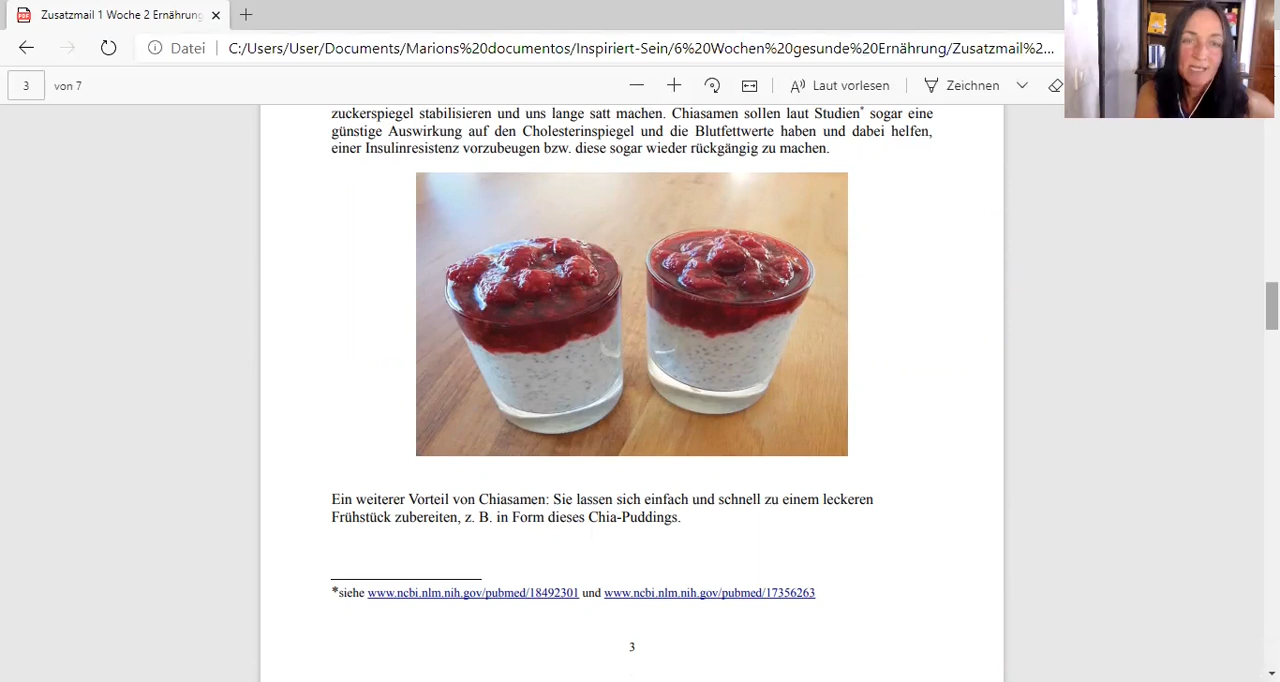 Zusatzmail 1 Woche 2 Ernährung
Datei
C:/Users/User/Documents/Marions%20documentos/Inspiriert-Sein/6%20Wochen%20gesunde%20Ernährung/Zusatzmail%2...
3 von 7
Laut vorlesen
Zeichnen
zuckerspiegel stabilisieren und uns lange satt machen. Chiasamen sollen laut Studien* sogar eine
günstige Auswirkung auf den Cholesterinspiegel und die Blutfettwerte haben und dabei helfen,
einer Insulinresistenz vorzubeugen bzw. diese sogar wieder rückgängig zu machen.
Ein weiterer Vorteil von Chiasamen: Sie lassen sich einfach und schnell zu einem leckeren
Frühstück zubereiten, z. B. in Form dieses Chia-Puddings.
*siehe www.ncbi.nlm.nih.gov/pubmed/18492301 und www.ncbi.nlm.nih.gov/pubmed/17356263
3